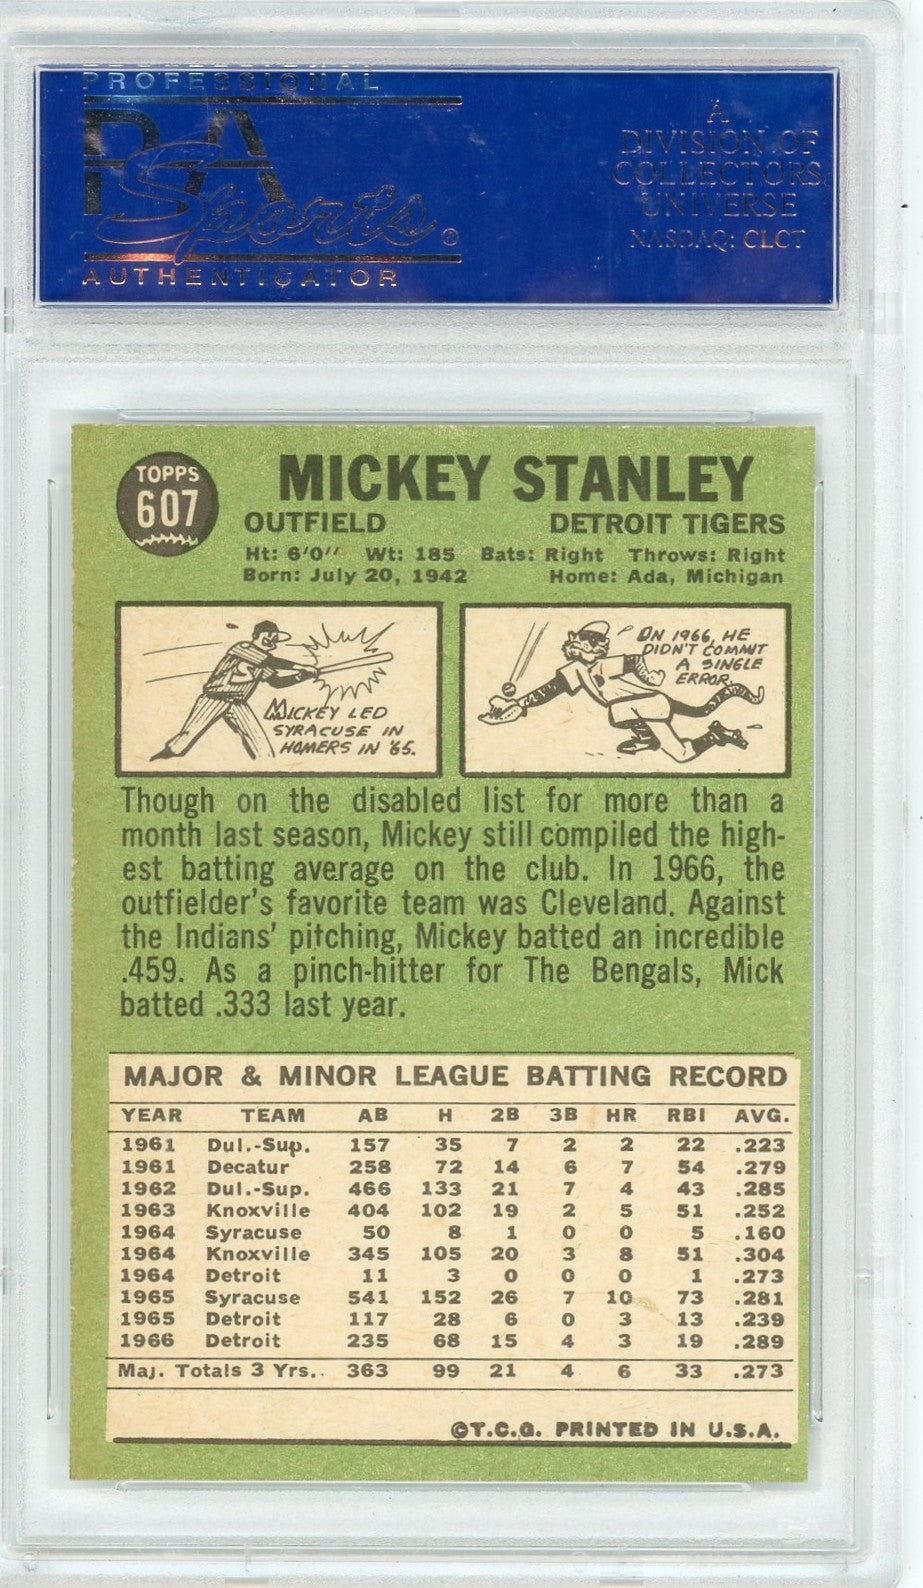 PROFESSIONAL
PSA
Sports®
AUTHENTICATOR
A
DIVISION OF
COLLECTORS
UNIVERSE
NASDAQ: CLCT
TOPPS
607
MICKEY STANLEY
OUTFIELD DETROIT TIGERS
Ht: 6'0" Wt: 185 Bats: Right Throws: Right
Born: July 20, 1942 Home: Ada, Michigan
MICKEY LED
SYRACUSE IN
HOMERS IN '65.
ON 1966, HE
DIDN'T COMMIT
A SINGLE
ERROR.
Though on the disabled list for more than a
month last season, Mickey still compiled the high-
est batting average on the club. In 1966, the
outfielder's favorite team was Cleveland. Against
the Indians' pitching, Mickey batted an incredible
.459. As a pinch-hitter for The Bengals, Mick
batted .333 last year.
MAJOR & MINOR LEAGUE BATTING RECORD
YEAR TEAM AB H 2B 3B HR RBI AVG.
1961 Dul.-Sup. 157 35 7 2 2 22 .223
1961 Decatur 258 72 14 6 7 54 .279
1962 Dul.-Sup. 466 133 21 7 4 43 .285
1963 Knoxville 404 102 19 2 5 51 .252
1964 Syracuse 50 8 1 0 0 5 .160
1964 Knoxville 345 105 20 3 8 51 .304
1964 Detroit 11 3 0 0 0 1 .273
1965 Syracuse 541 152 26 7 10 73 .281
1965 Detroit 117 28 6 0 3 13 .239
1966 Detroit 235 68 15 4 3 19 .289
Maj. Totals 3 Yrs.. 363 99 21 4 6 33 .273
©T.C.G. PRINTED IN U.S.A.